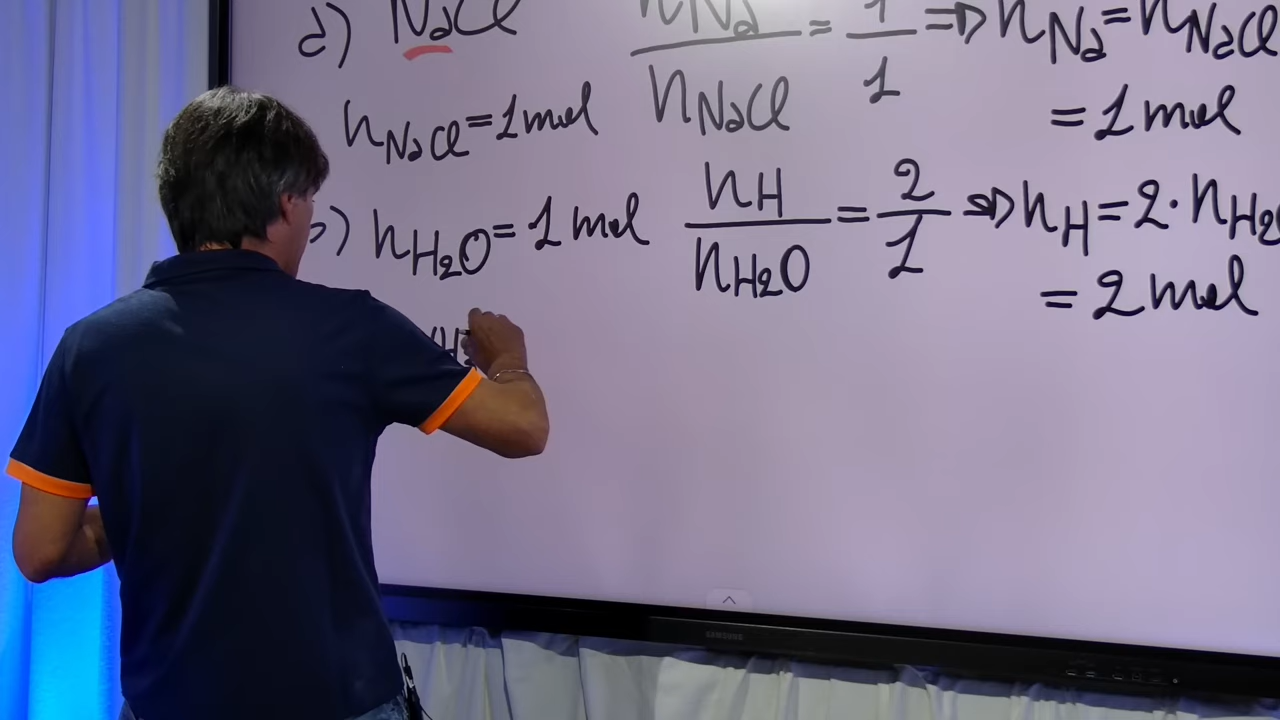 a) NaCl nNa/nNaCl = 1/1 => nNa = nNaCl
nNaCl = 1 mol = 1 mol
) nH2O = 1 mol nH/nH2O = 2/1 => nH = 2 · nH2O
= 2 mol
H
SAMSUNG